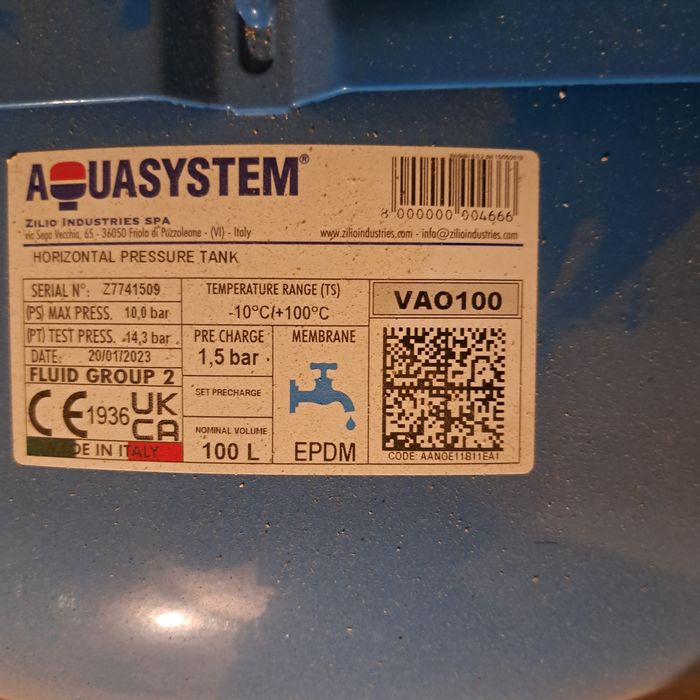 AQUASYSTEM®
ZILIO INDUSTRIES SPA
via Sega Vecchia, 65 - 36050 Friola di Pozzoleone - (VI) - Italy
8 000000 004666
www.zilioindustries.com - info@zilioindustries.com
HORIZONTAL PRESSURE TANK
SERIAL N°: Z7741509
(PS) MAX PRESS. 10,0 bar
(PT) TEST PRESS. 14,3 bar
DATE: 20/01/2023
FLUID GROUP 2
CE 1936 UK CA
MADE IN ITALY
TEMPERATURE RANGE (TS)
-10°C/+100°C
PRE CHARGE
1,5 bar
SET PRECHARGE
NOMINAL VOLUME
100 L
MEMBRANE
EPDM
VAO100
CODE: AAN0E11B11EA1